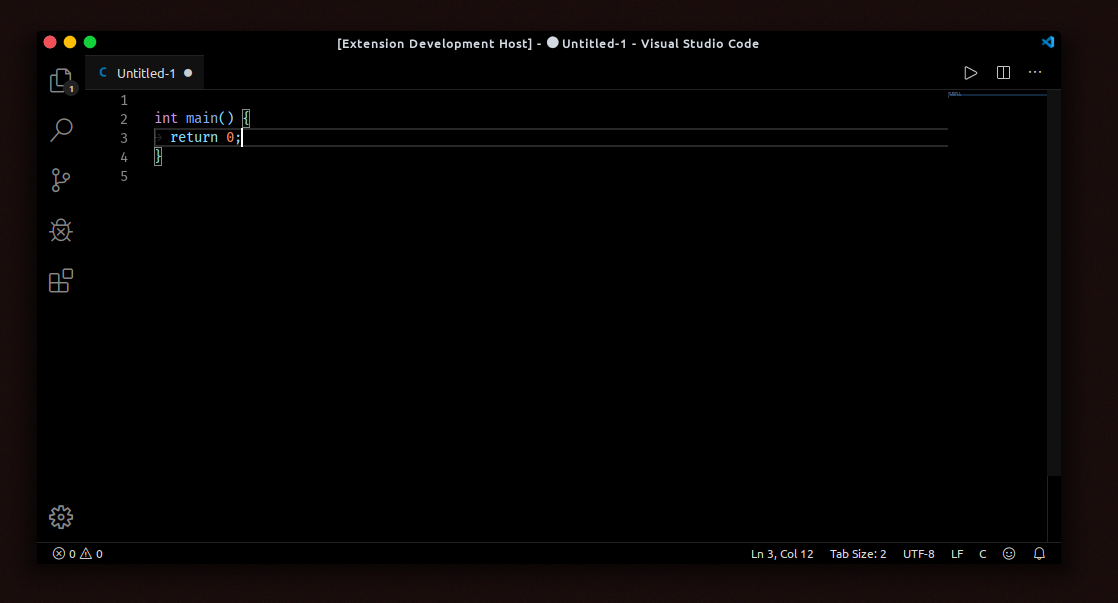 [Extension Development Host] - ● Untitled-1 - Visual Studio Code
C Untitled-1 ●
1
1
2 int main() {
3 return 0;
4 }
5
0 0 Ln 3, Col 12 Tab Size: 2 UTF-8 LF C